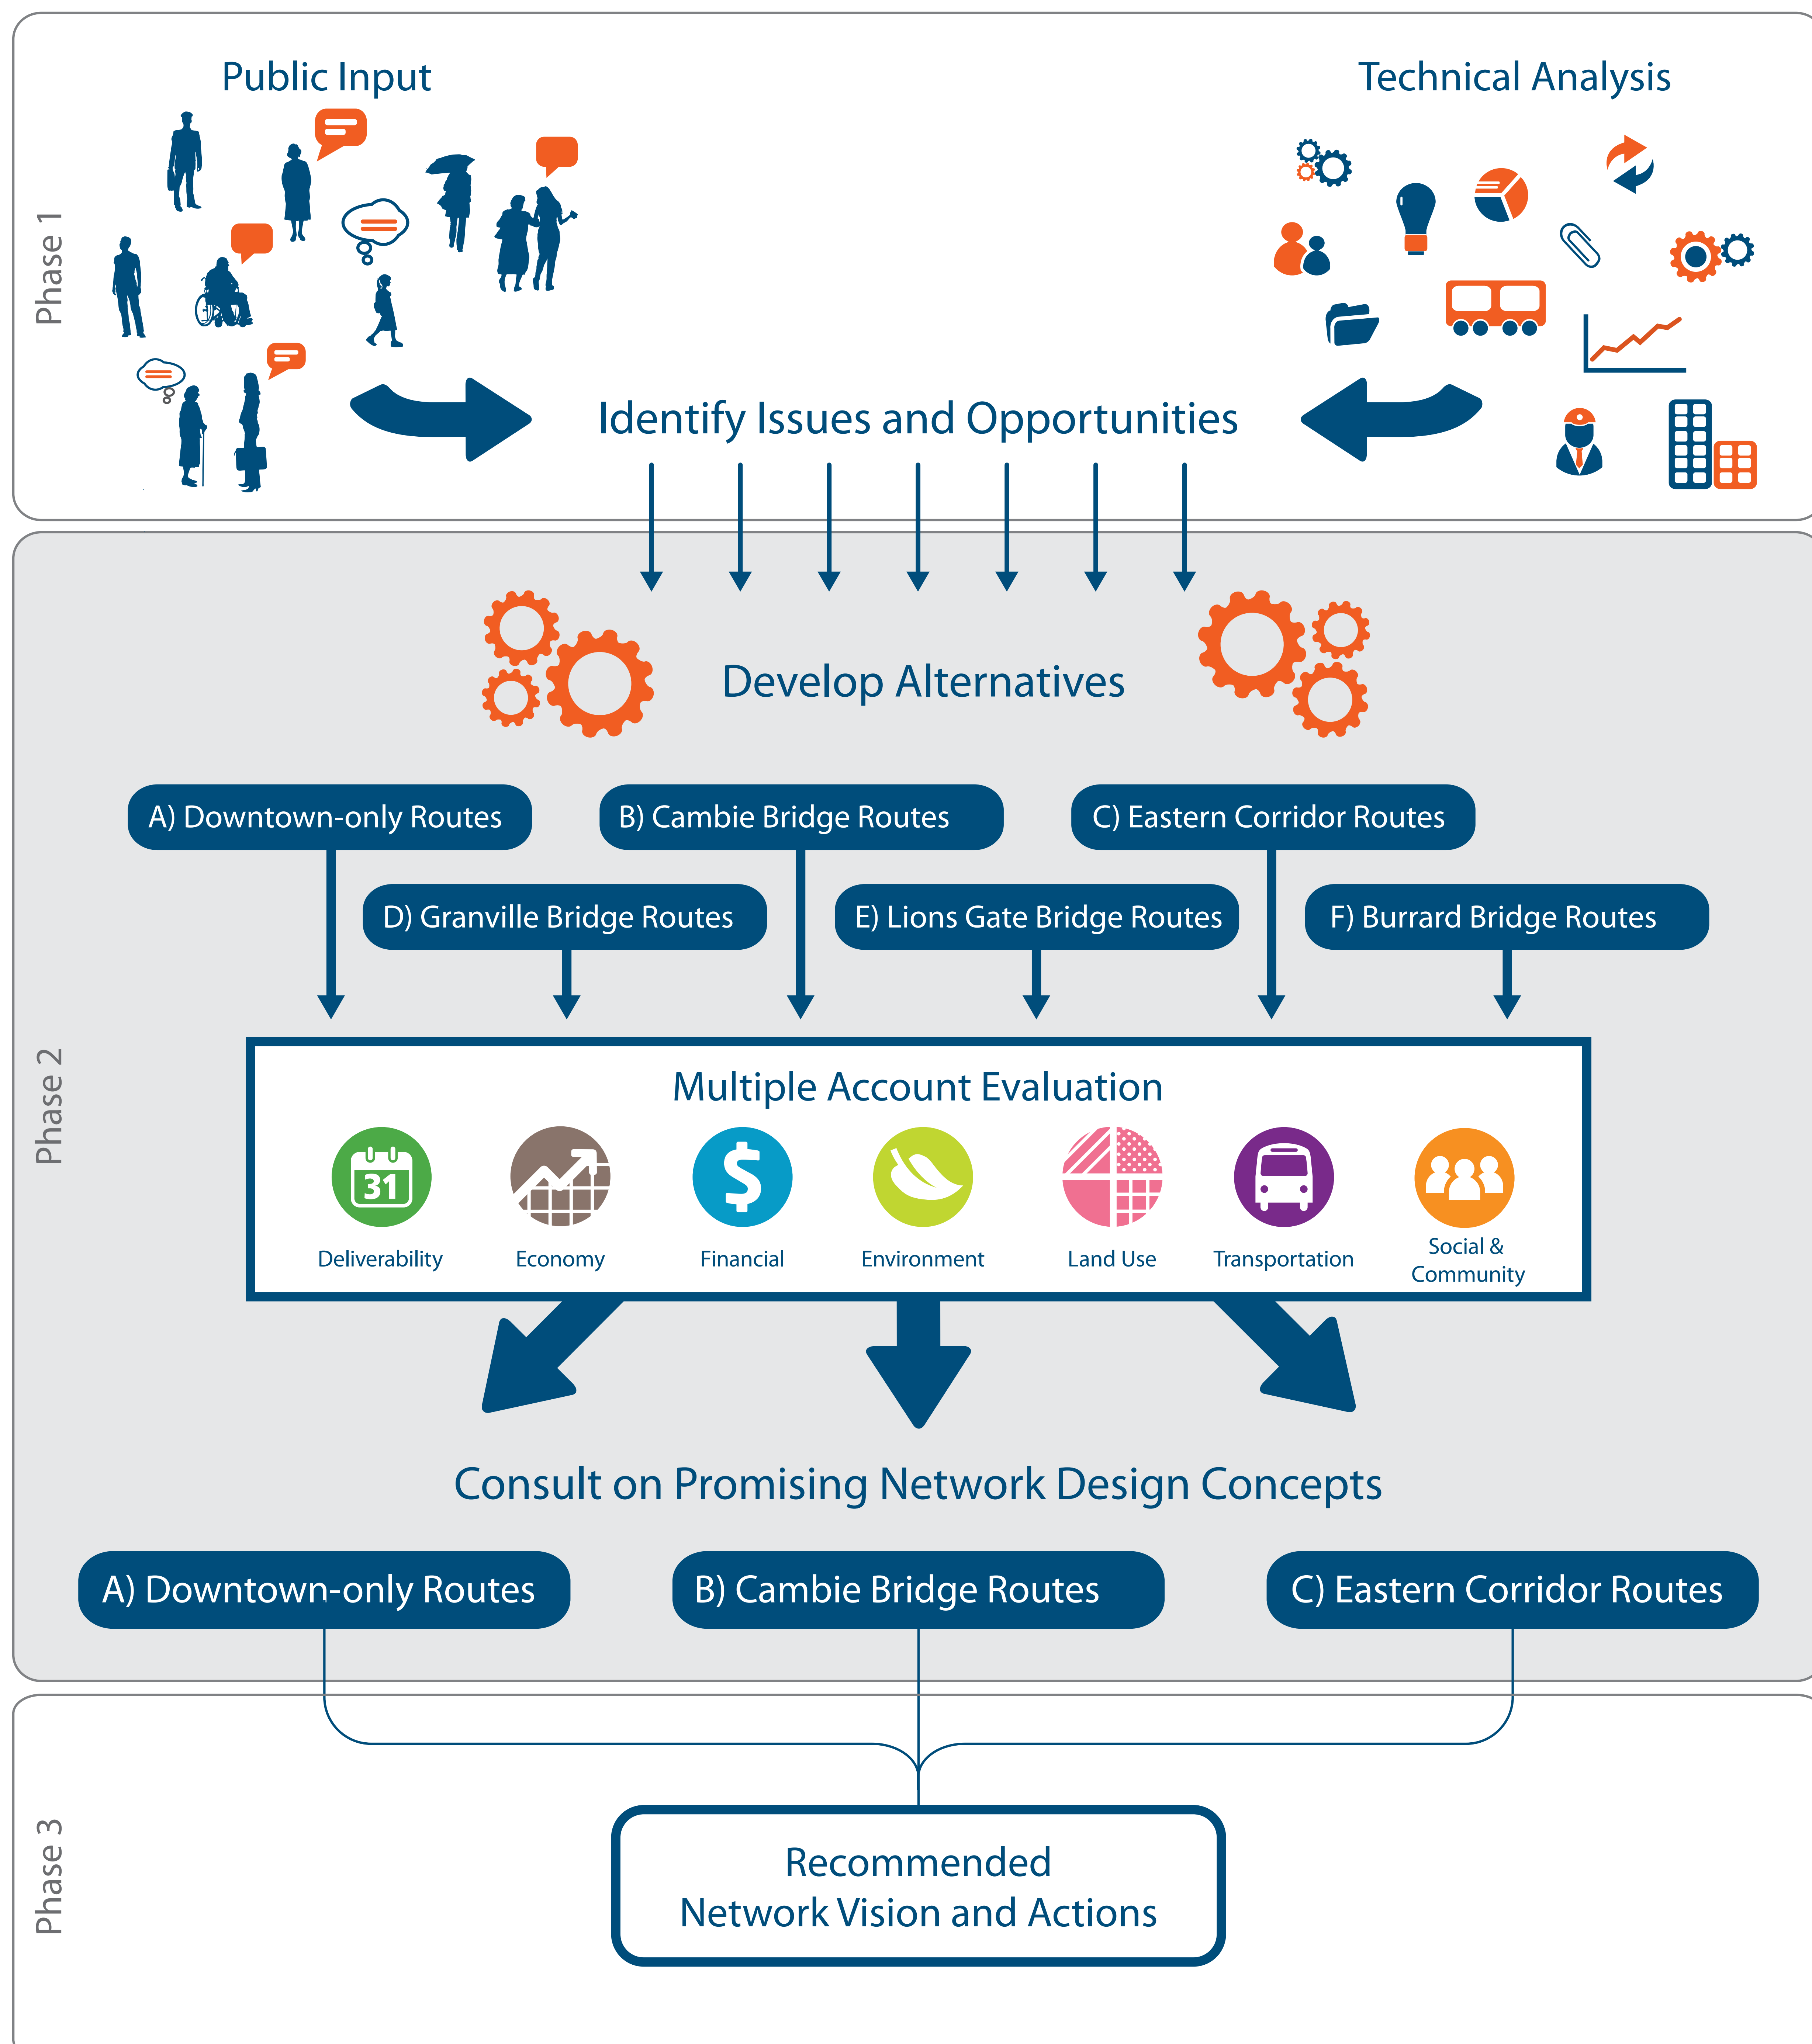 Public Input
Technical Analysis
Phase 1
Identify Issues and Opportunities
Phase 2
Develop Alternatives
A) Downtown-only Routes
B) Cambie Bridge Routes
C) Eastern Corridor Routes
D) Granville Bridge Routes
E) Lions Gate Bridge Routes
F) Burrard Bridge Routes
Multiple Account Evaluation
31
Deliverability
Economy
$
Financial
Environment
Land Use
Transportation
Social &
Community
Consult on Promising Network Design Concepts
A) Downtown-only Routes
B) Cambie Bridge Routes
C) Eastern Corridor Routes
Phase 3
Recommended
Network Vision and Actions